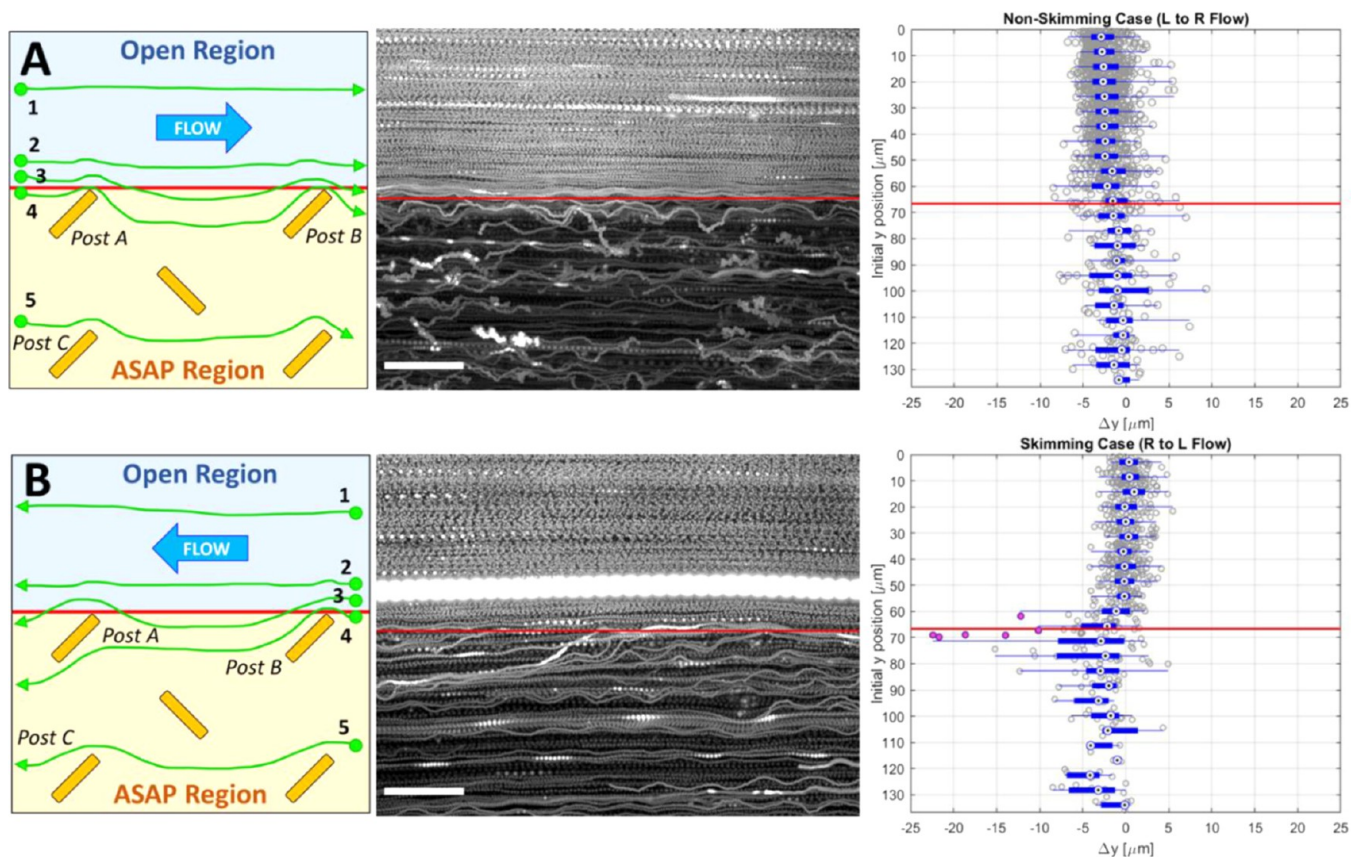 A
Open Region
1
FLOW
2
3
4
Post A
Post B
5
Post C
ASAP Region
Non-Skimming Case (L to R Flow)
Initial y position [μm]
0
10
20
30
40
50
60
70
80
90
100
110
120
130
-25 -20 -15 -10 -5 0 5 10 15 20 25
Δy [μm]
B
Open Region
1
FLOW
2
3
4
Post A
Post B
Post C
5
ASAP Region
Skimming Case (R to L Flow)
Initial y position [μm]
0
10
20
30
40
50
60
70
80
90
100
110
120
130
-25 -20 -15 -10 -5 0 5 10 15 20 25
Δy [μm]